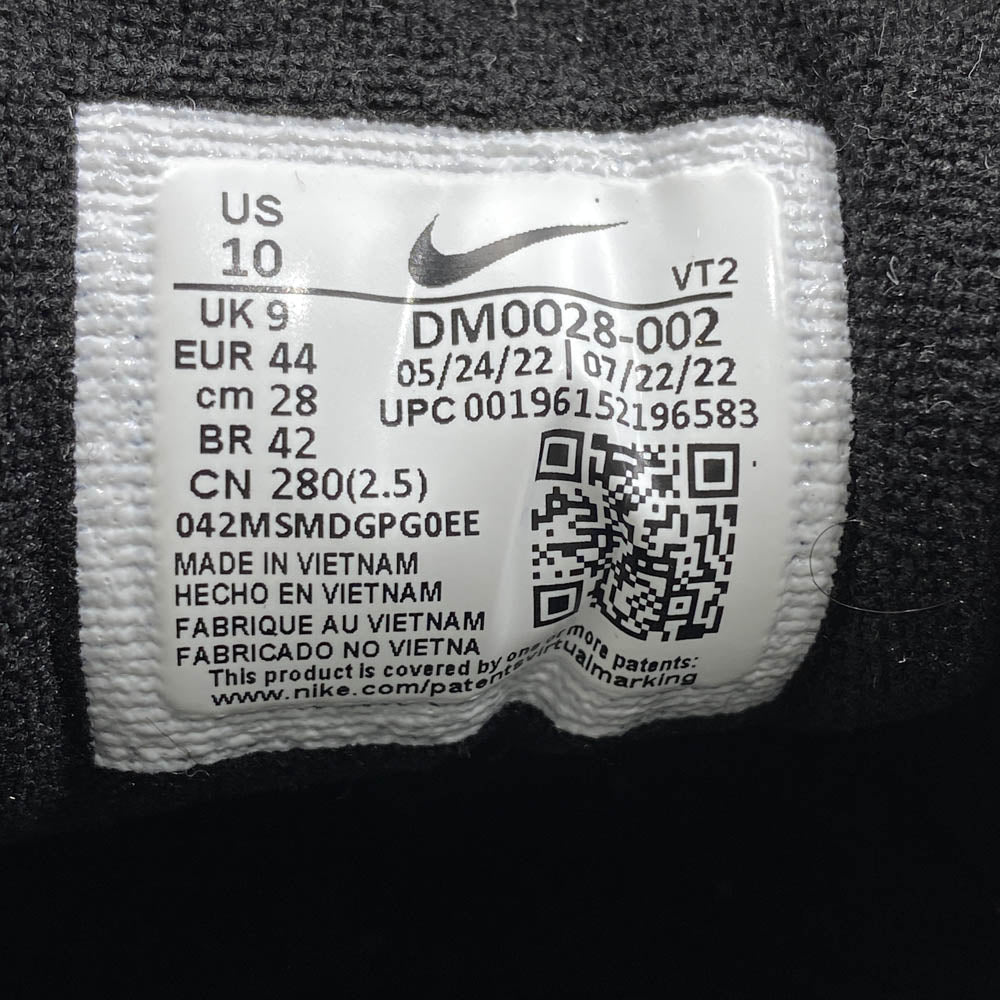 US
10
VT2
UK 9
EUR 44
cm 28
BR 42
CN 280(2.5)
DM0028-002
05/24/22 | 07/22/22
UPC 00196152196583
042MSMDGPG0EE
MADE IN VIETNAM
HECHO EN VIETNAM
FABRIQUE AU VIETNAM
FABRICADO NO VIETNA
This product is covered by one or more patents:
www.nike.com/patentsvirtualmarking